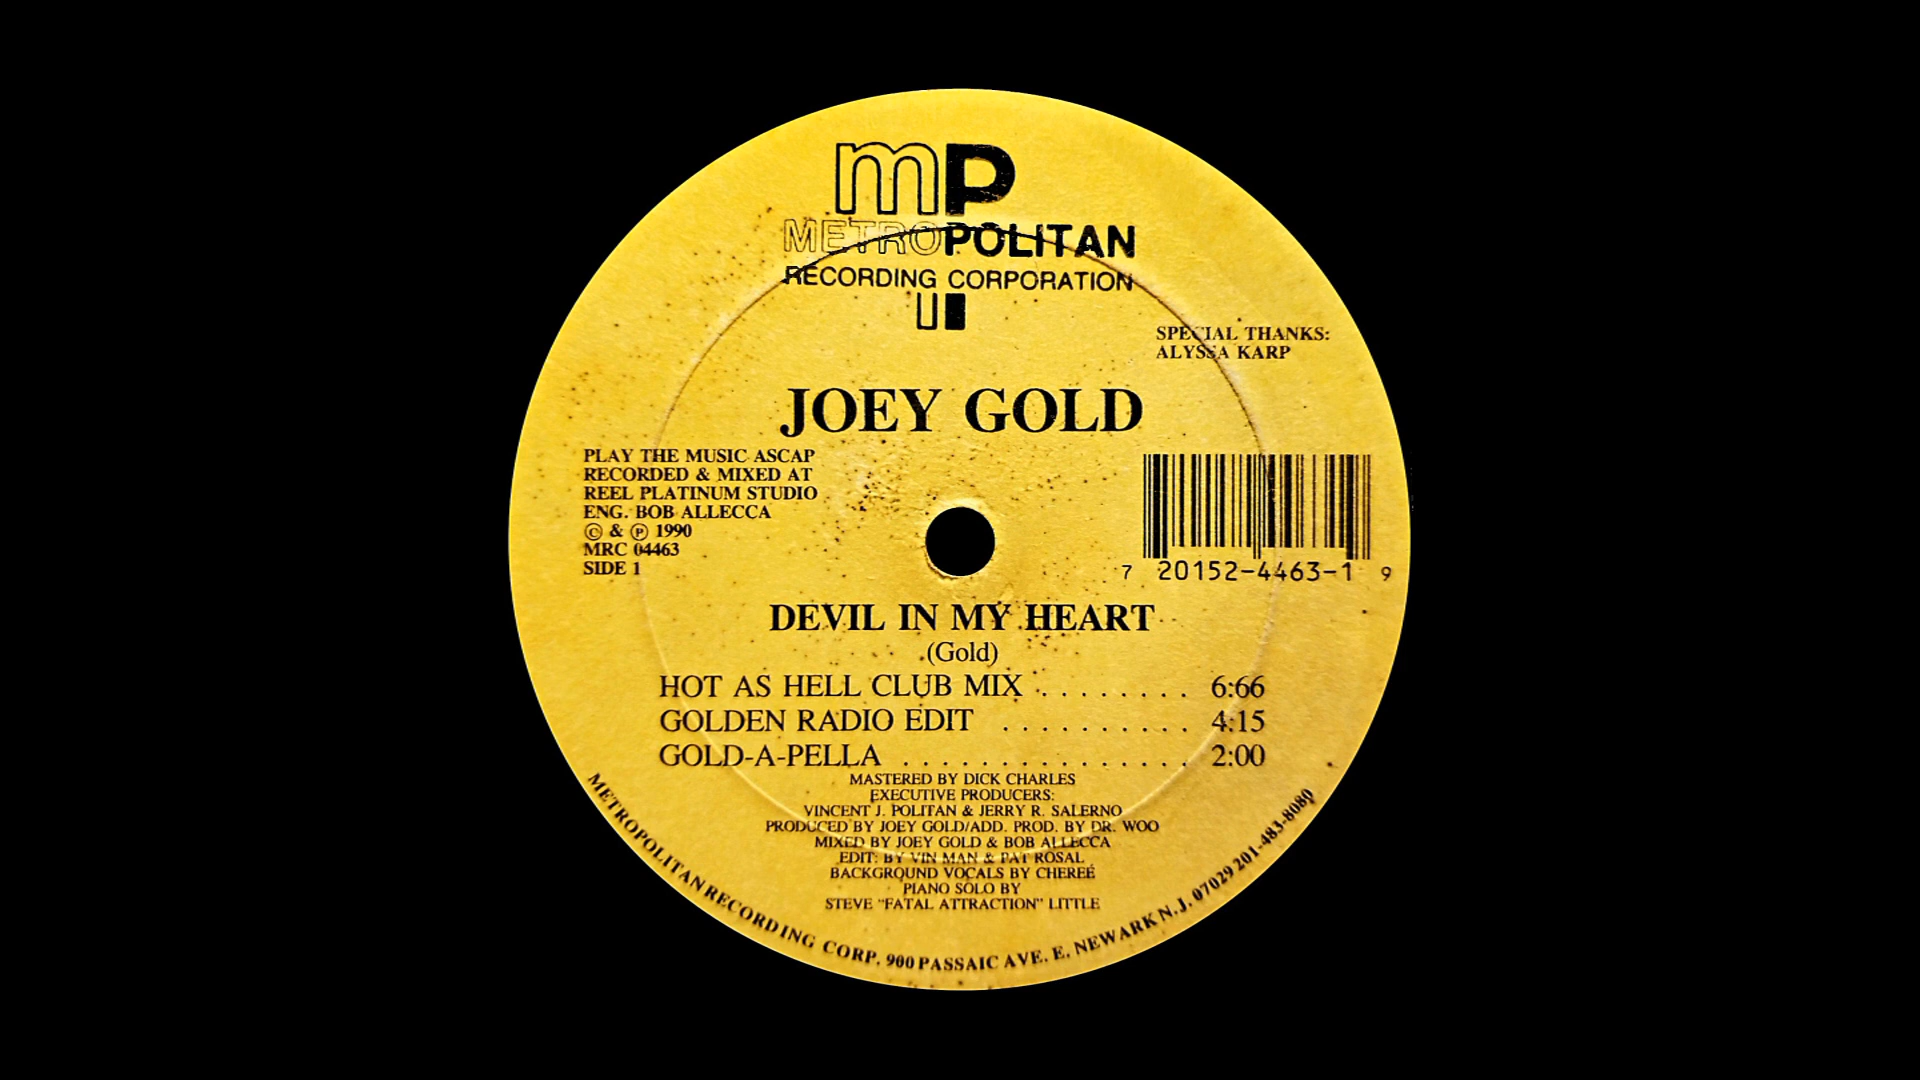 mP
METROPOLITAN
RECORDING CORPORATION
SPECIAL THANKS:
ALYSSA KARP
JOEY GOLD
PLAY THE MUSIC ASCAP
RECORDED & MIXED AT
REEL PLATINUM STUDIO
ENG. BOB ALLECCA
© & ℗ 1990
MRC 04463
SIDE 1
7 20152-4463-1 9
DEVIL IN MY HEART
(Gold)
HOT AS HELL CLUB MIX . . . . . . . . 6:66
GOLDEN RADIO EDIT . . . . . . . . . . 4:15
GOLD-A-PELLA . . . . . . . . . . . . . . . 2:00
MASTERED BY DICK CHARLES
EXECUTIVE PRODUCERS:
VINCENT J. POLITAN & JERRY R. SALERNO
PRODUCED BY JOEY GOLD/ADD. PROD. BY DR. WOO
MIXED BY JOEY GOLD & BOB ALLECCA
EDIT: BY VIN MAN & PAT ROSAL
BACKGROUND VOCALS BY CHEREÉ
PIANO SOLO BY
STEVE "FATAL ATTRACTION" LITTLE
METROPOLITAN RECORDING CORP. 900 PASSAIC AVE. E. NEWARK N.J. 07029 201-483-8080